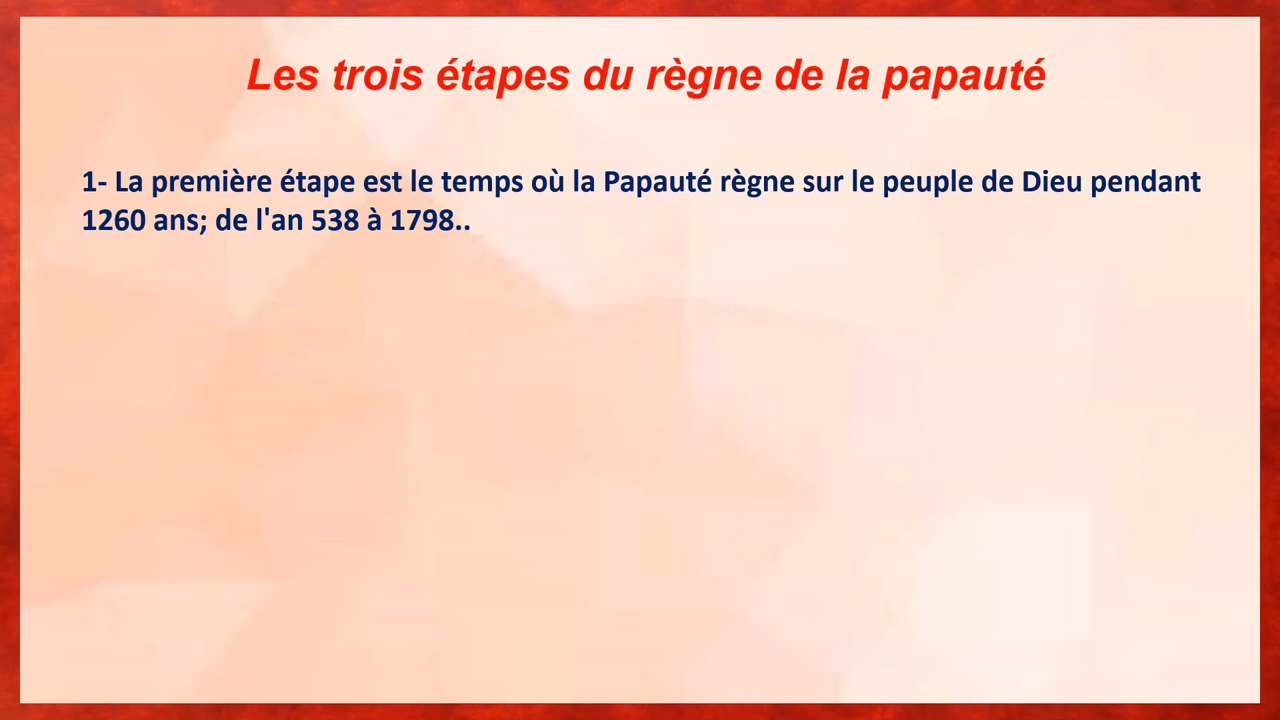 Les trois étapes du règne de la papauté
1- La première étape est le temps où la Papauté règne sur le peuple de Dieu pendant
1260 ans; de l'an 538 à 1798..